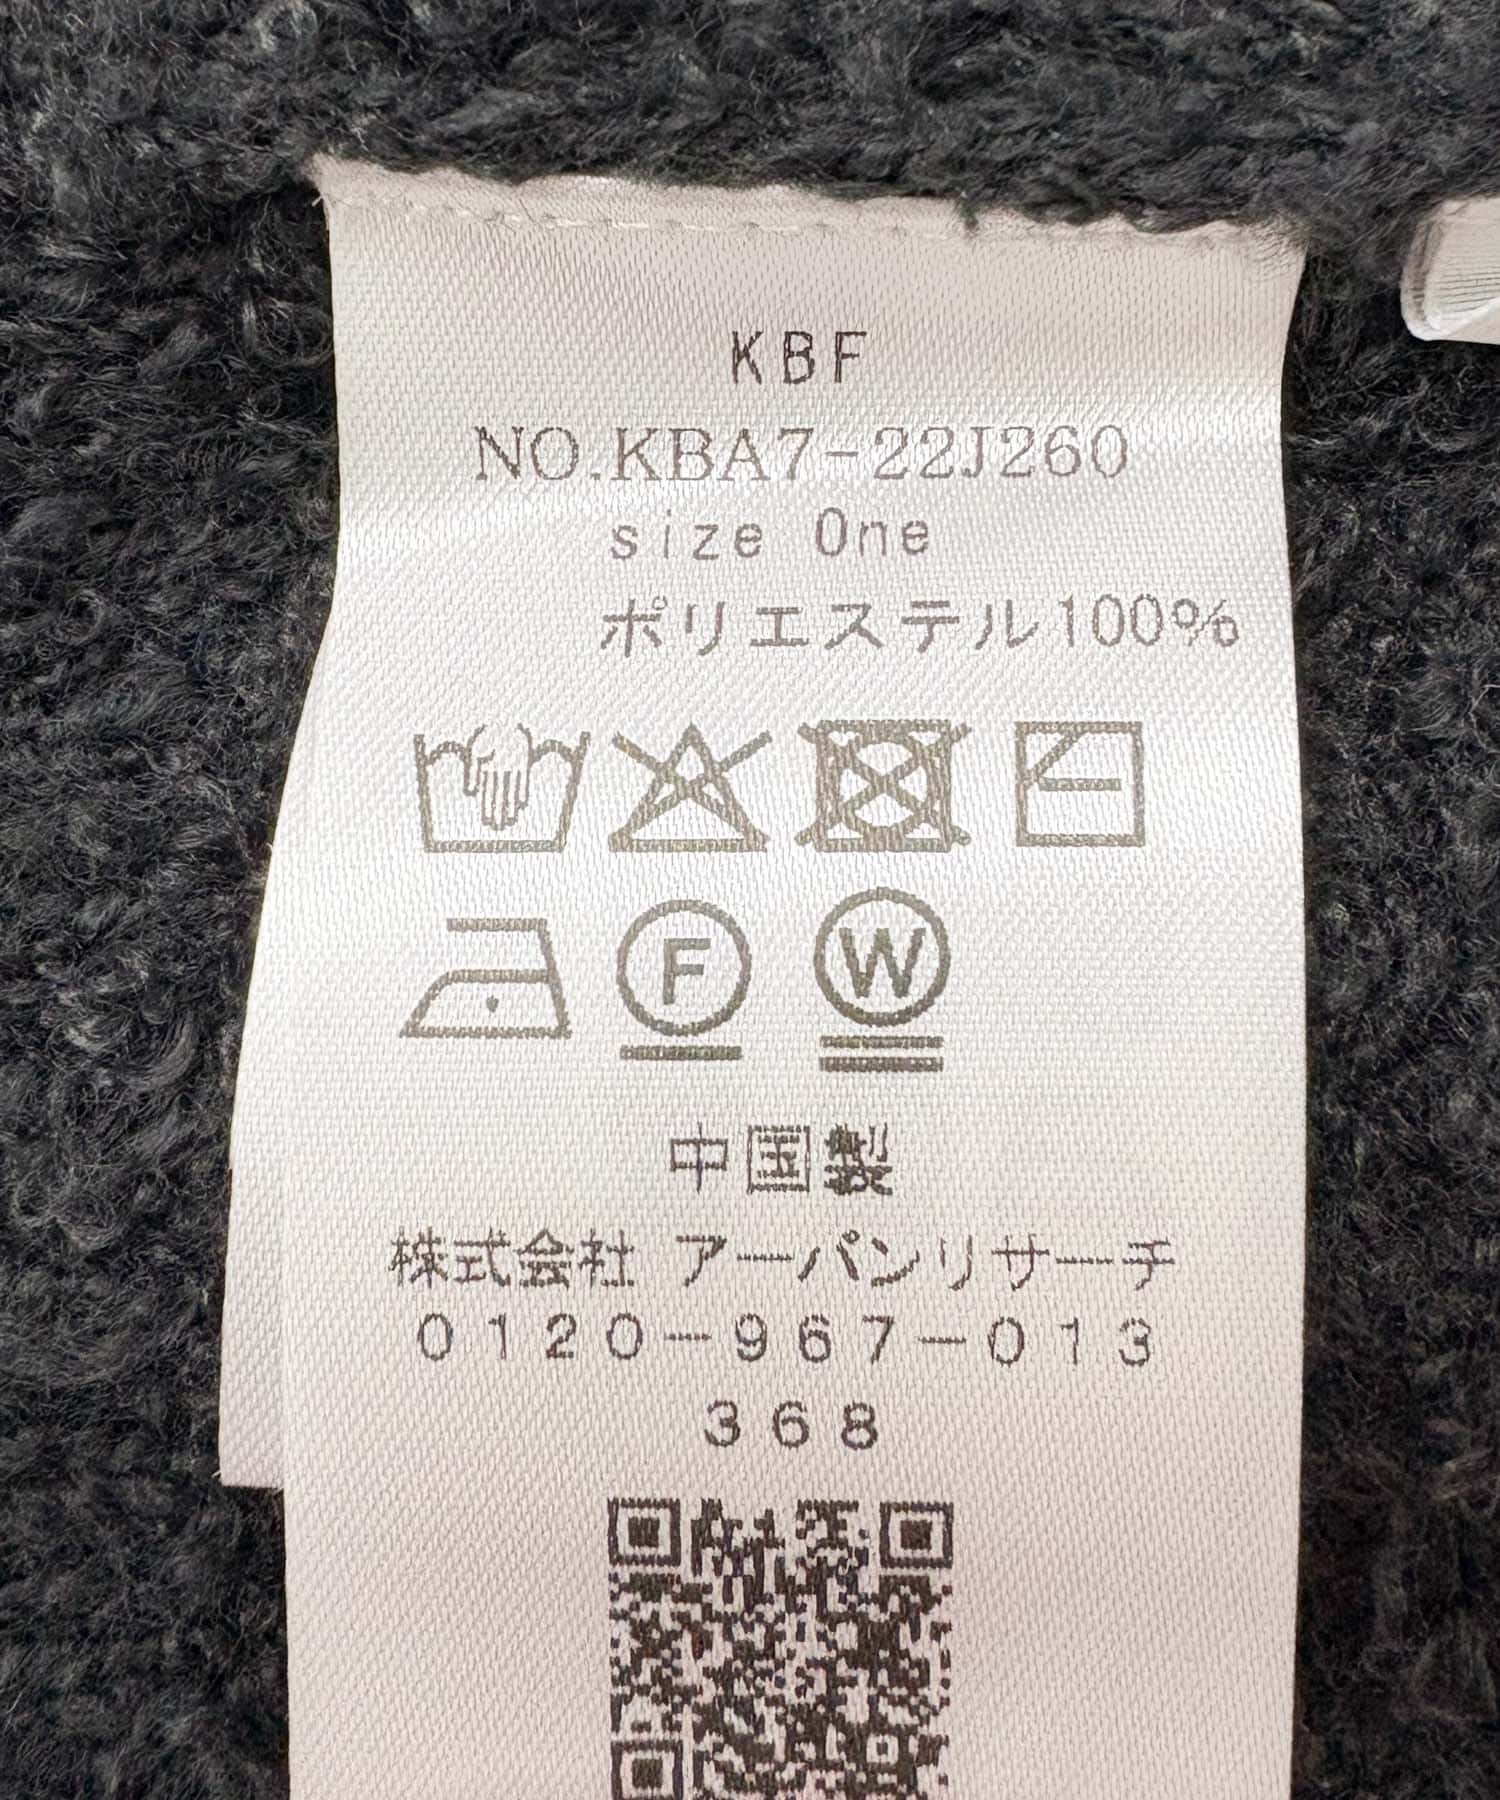 KBF
NO.KBA7-22J260
size One
ポリエステル100%
F W
中国製
株式会社 アーバンリサーチ
0120-967-013
368